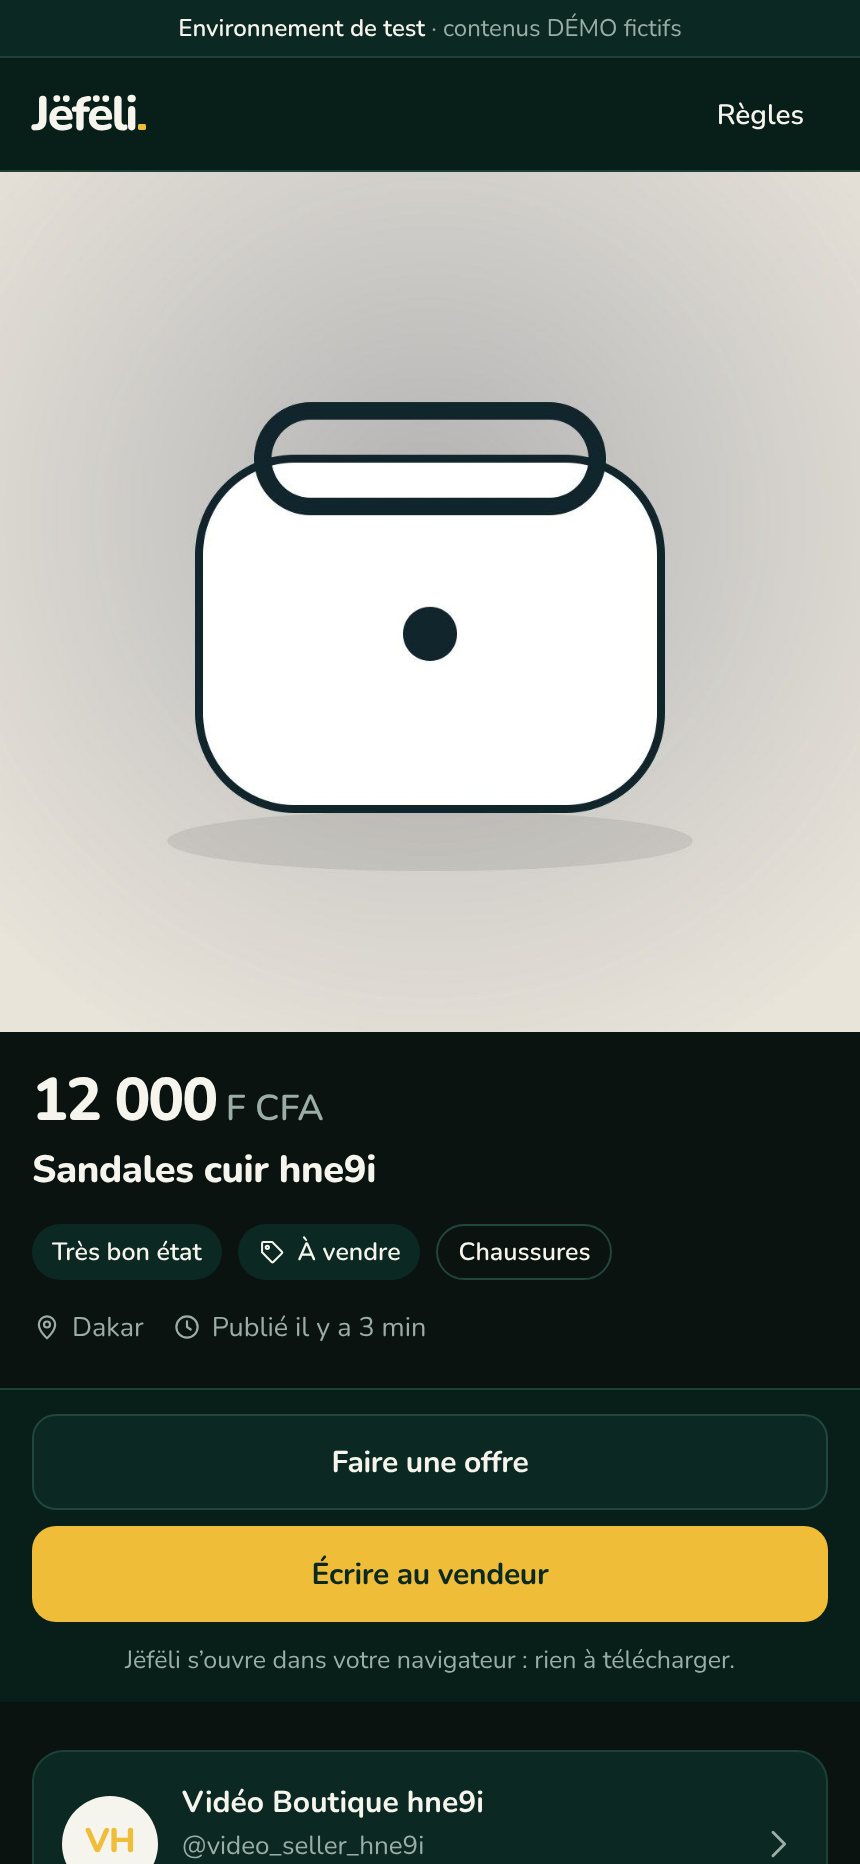 Environnement de test · contenus DÉMO fictifs
Jëfëli.
Règles
12 000 F CFA
Sandales cuir hne9i
Très bon état
À vendre
Chaussures
Dakar
Publié il y a 3 min
Faire une offre
Écrire au vendeur
Jëfëli s’ouvre dans votre navigateur : rien à télécharger.
VH
Vidéo Boutique hne9i
@video_seller_hne9i